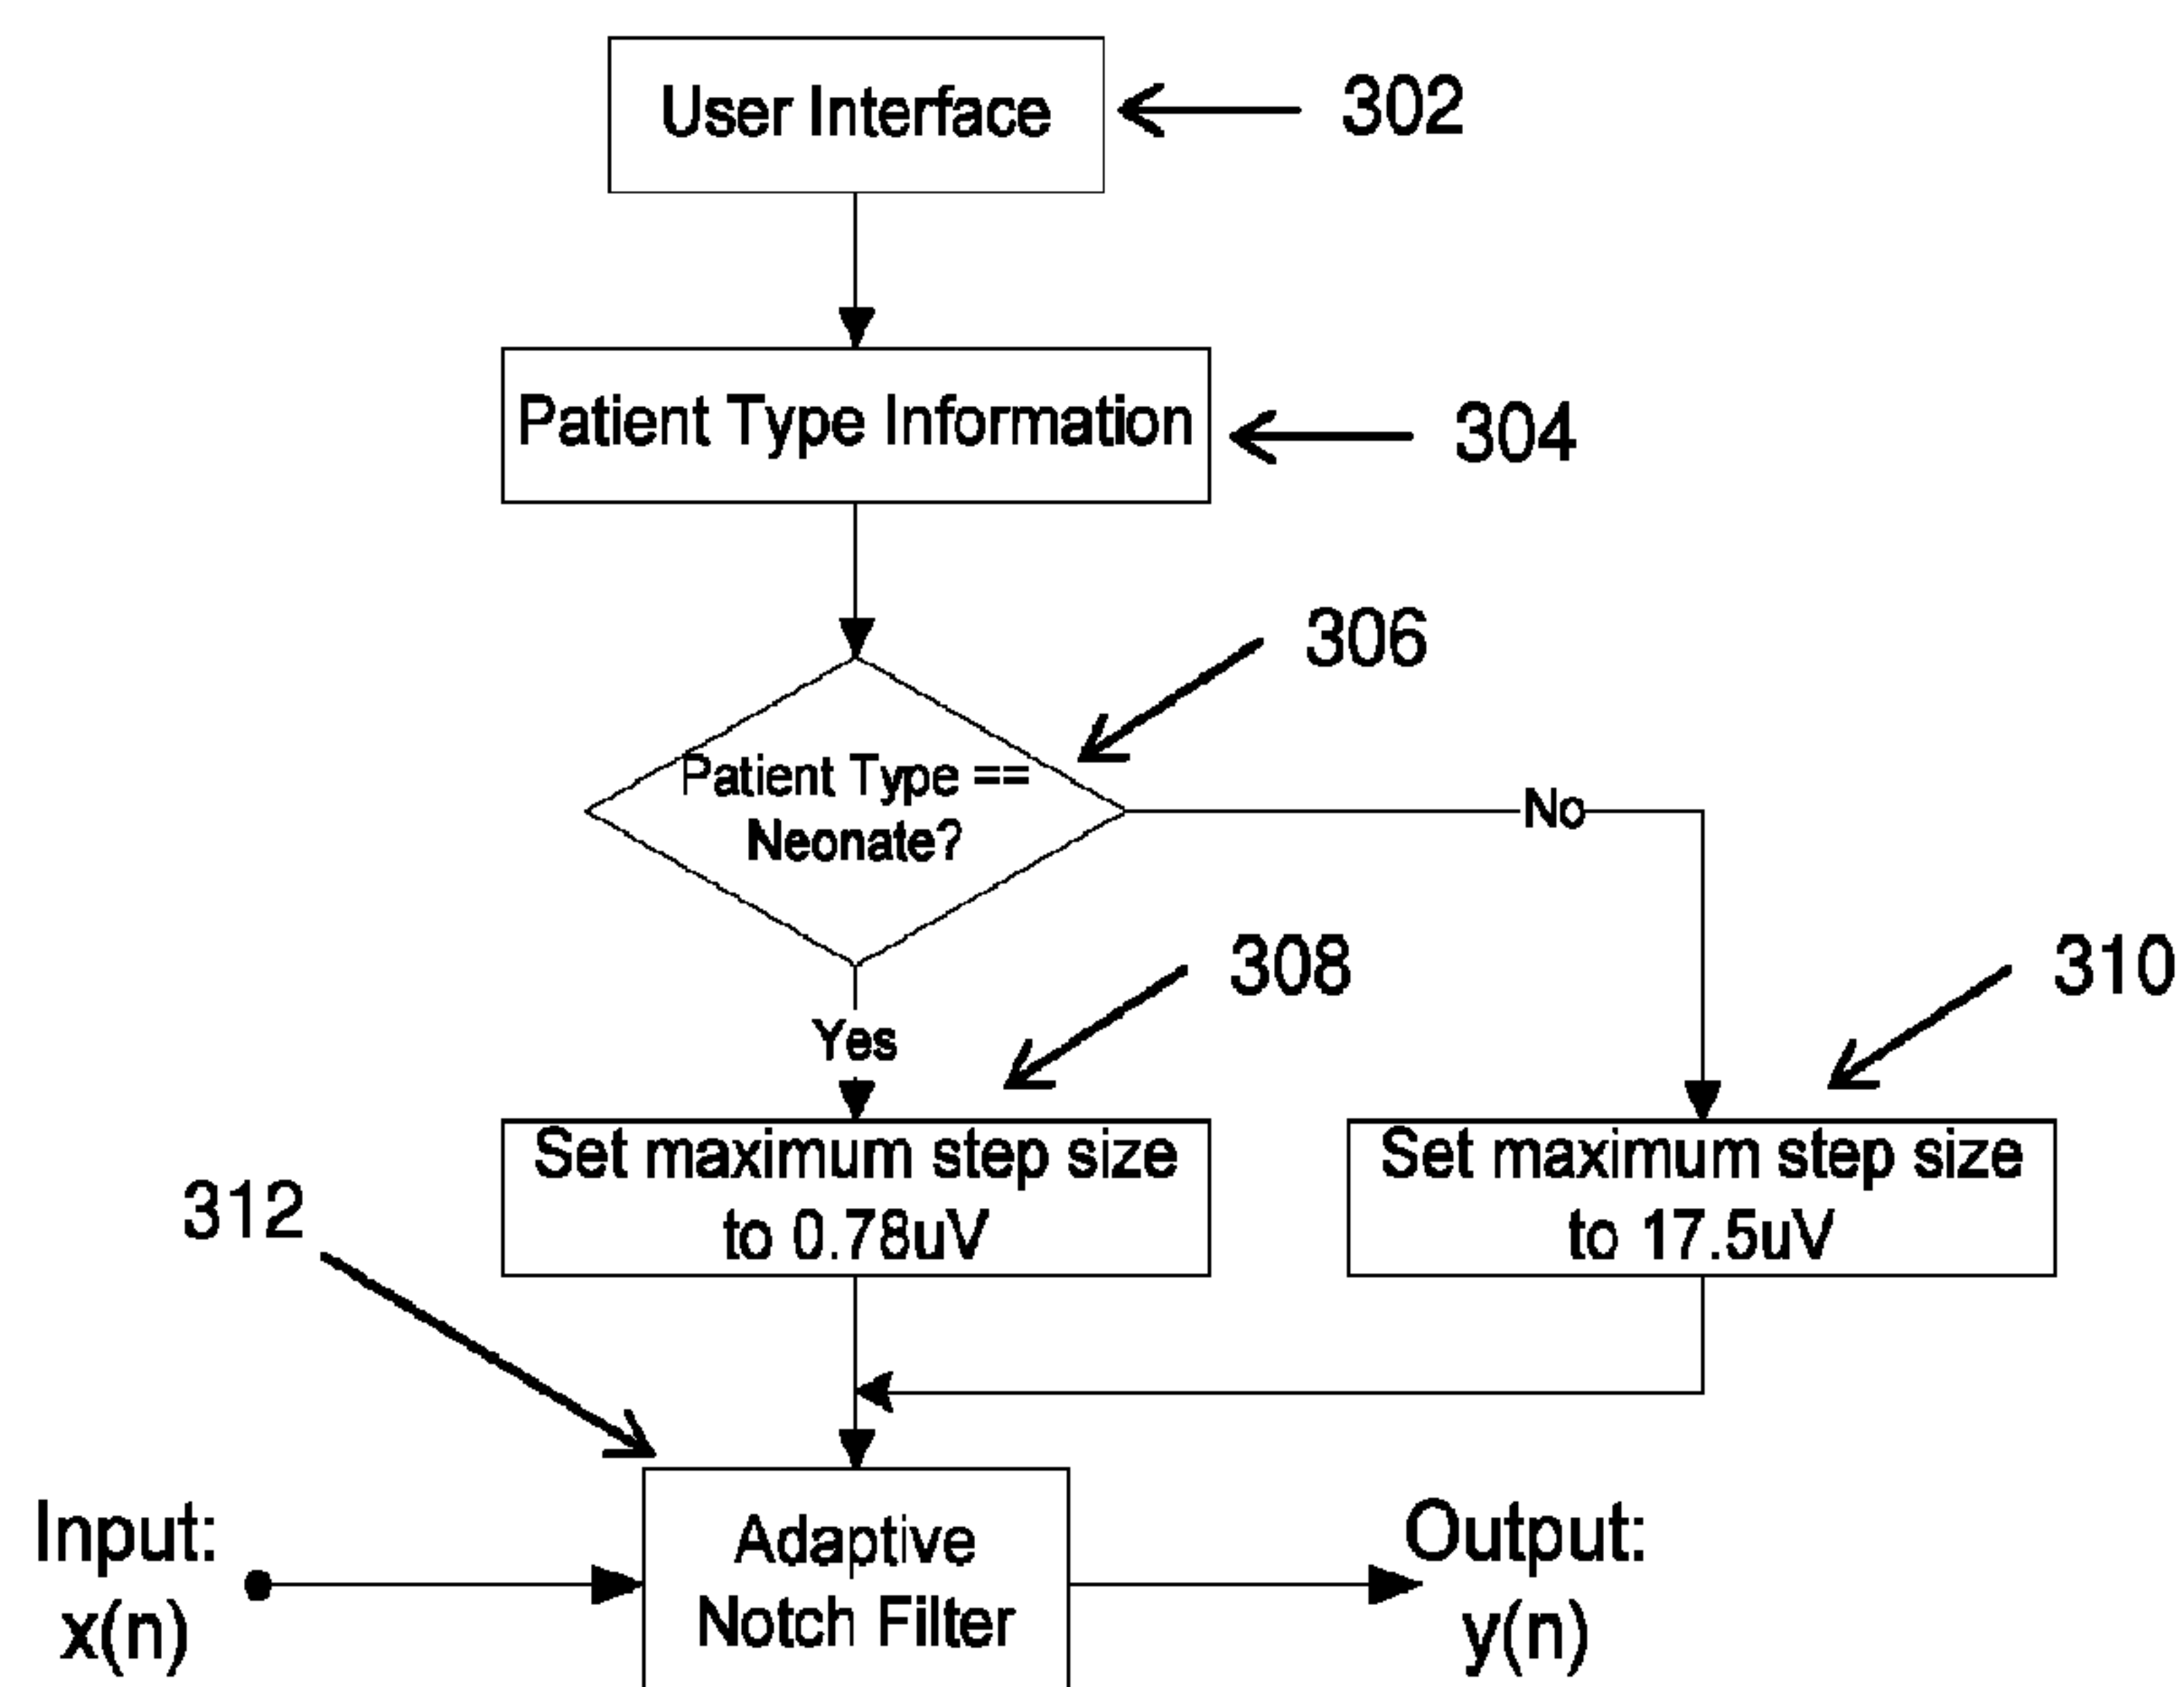 User Interface
302
Patient Type Information
304
306
Patient Type ==
Neonate?
No
308
310
Yes
Set maximum step size
to 0.78uV
Set maximum step size
to 17.5uV
312
Input:
x(n)
Adaptive
Notch Filter
Output:
y(n)